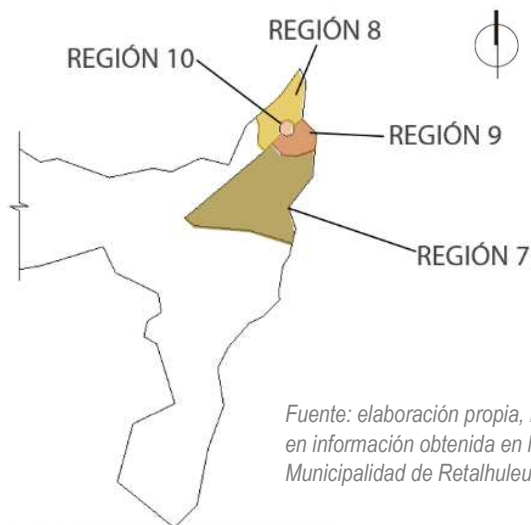 REGIÓN 8
REGIÓN 10
REGIÓN 9
REGIÓN 7
Fuente: elaboración propia,
en información obtenida en
Municipalidad de Retalhuleu